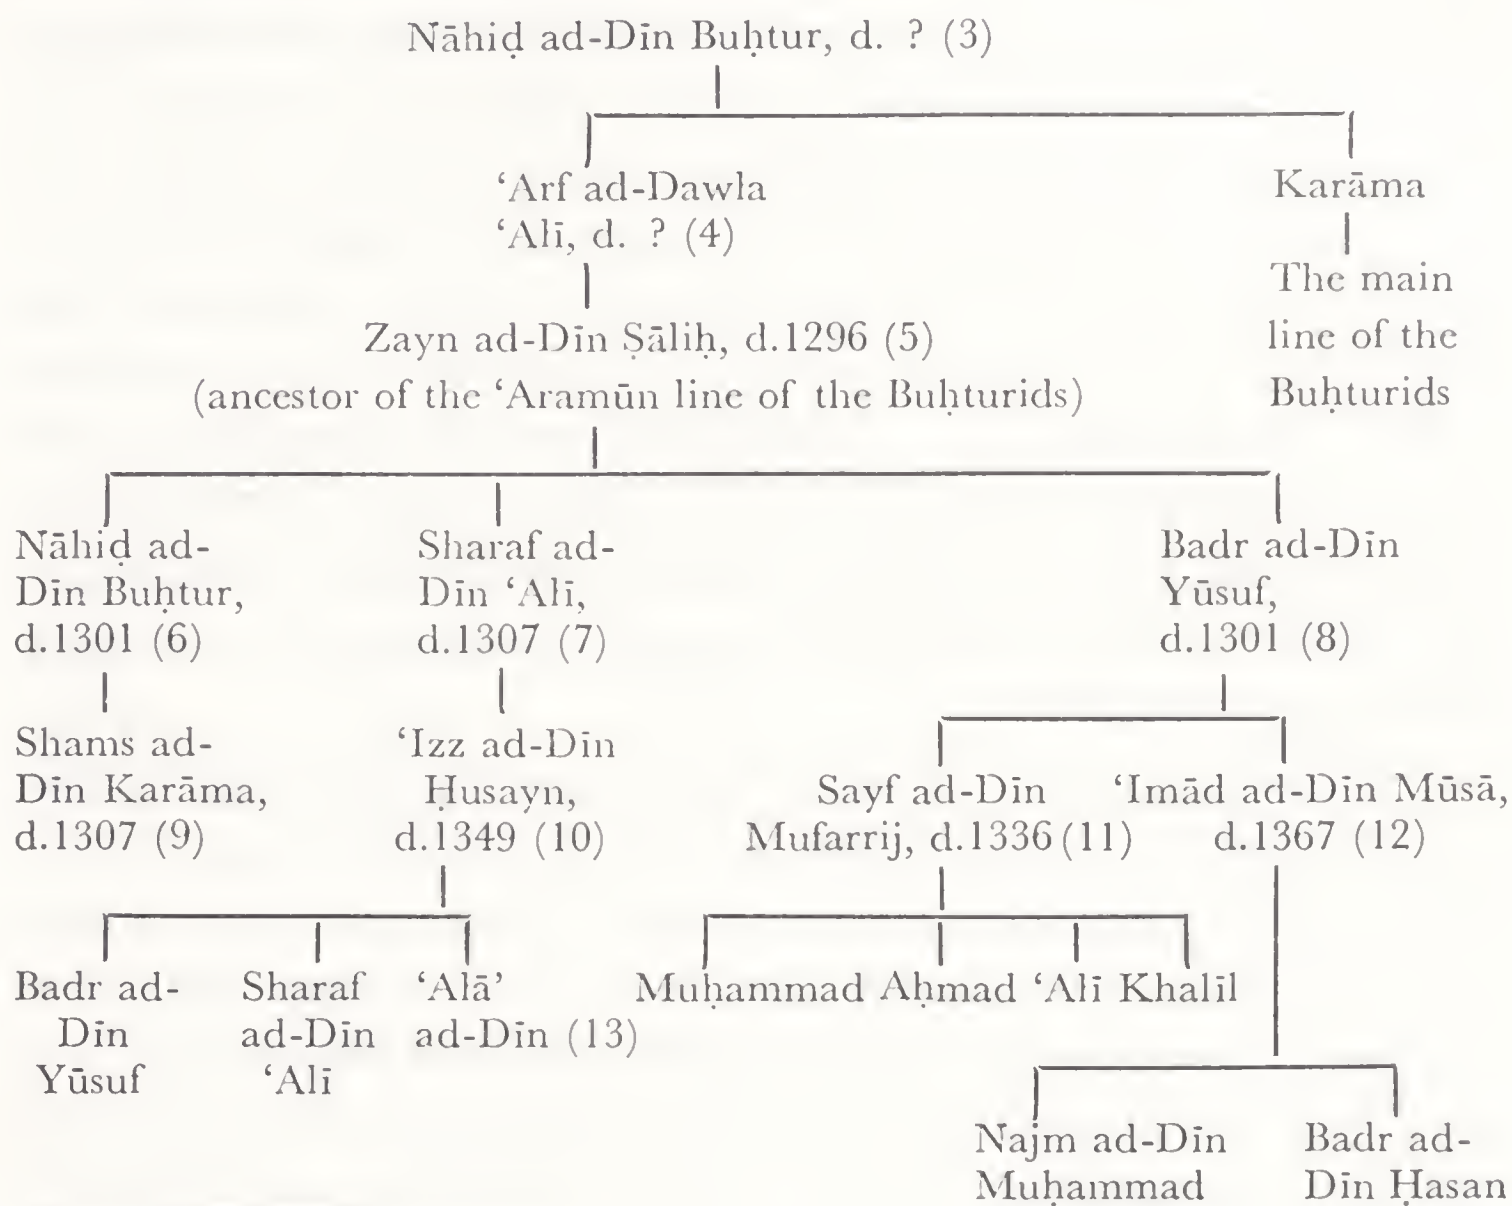 Nāhiḍ ad-Dīn Buḥtur, d. ? (3)
‘Arf ad-Dawla
‘Alī, d. ? (4)
Karāma
The main
line of the
Buḥturids
Zayn ad-Dīn Ṣāliḥ, d.1296 (5)
(ancestor of the ‘Aramūn line of the Buḥturids)
Nāhiḍ ad-
Dīn Buḥtur,
d.1301 (6)
Sharaf ad-
Dīn ‘Alī,
d.1307 (7)
Badr ad-Dīn
Yūsuf,
d.1301 (8)
Shams ad-
Dīn Karāma,
d.1307 (9)
‘Izz ad-Dīn
Ḥusayn,
d.1349 (10)
Sayf ad-Dīn
Mufarrij, d.1336 (11)
‘Imād ad-Dīn Mūsā,
d.1367 (12)
Badr ad-
Dīn
Yūsuf
Sharaf
ad-Dīn
‘Alī
‘Alā’
ad-Dīn (13)
Muḥammad Aḥmad ‘Alī Khalīl
Najm ad-Dīn
Muḥammad
Badr ad-
Dīn Ḥasan